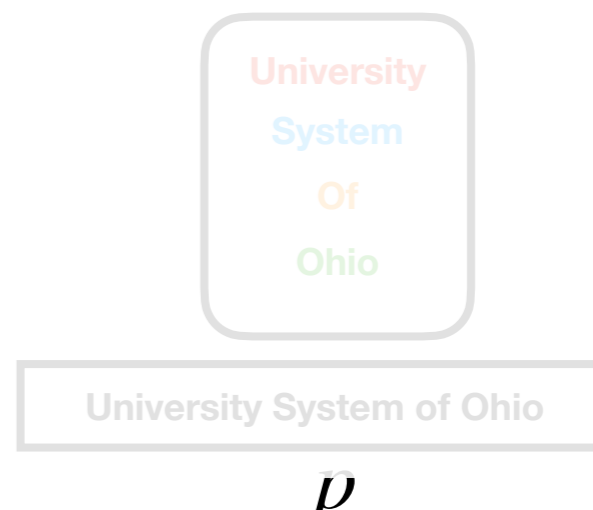 University
System
Of
Ohio
University System of Ohio
p